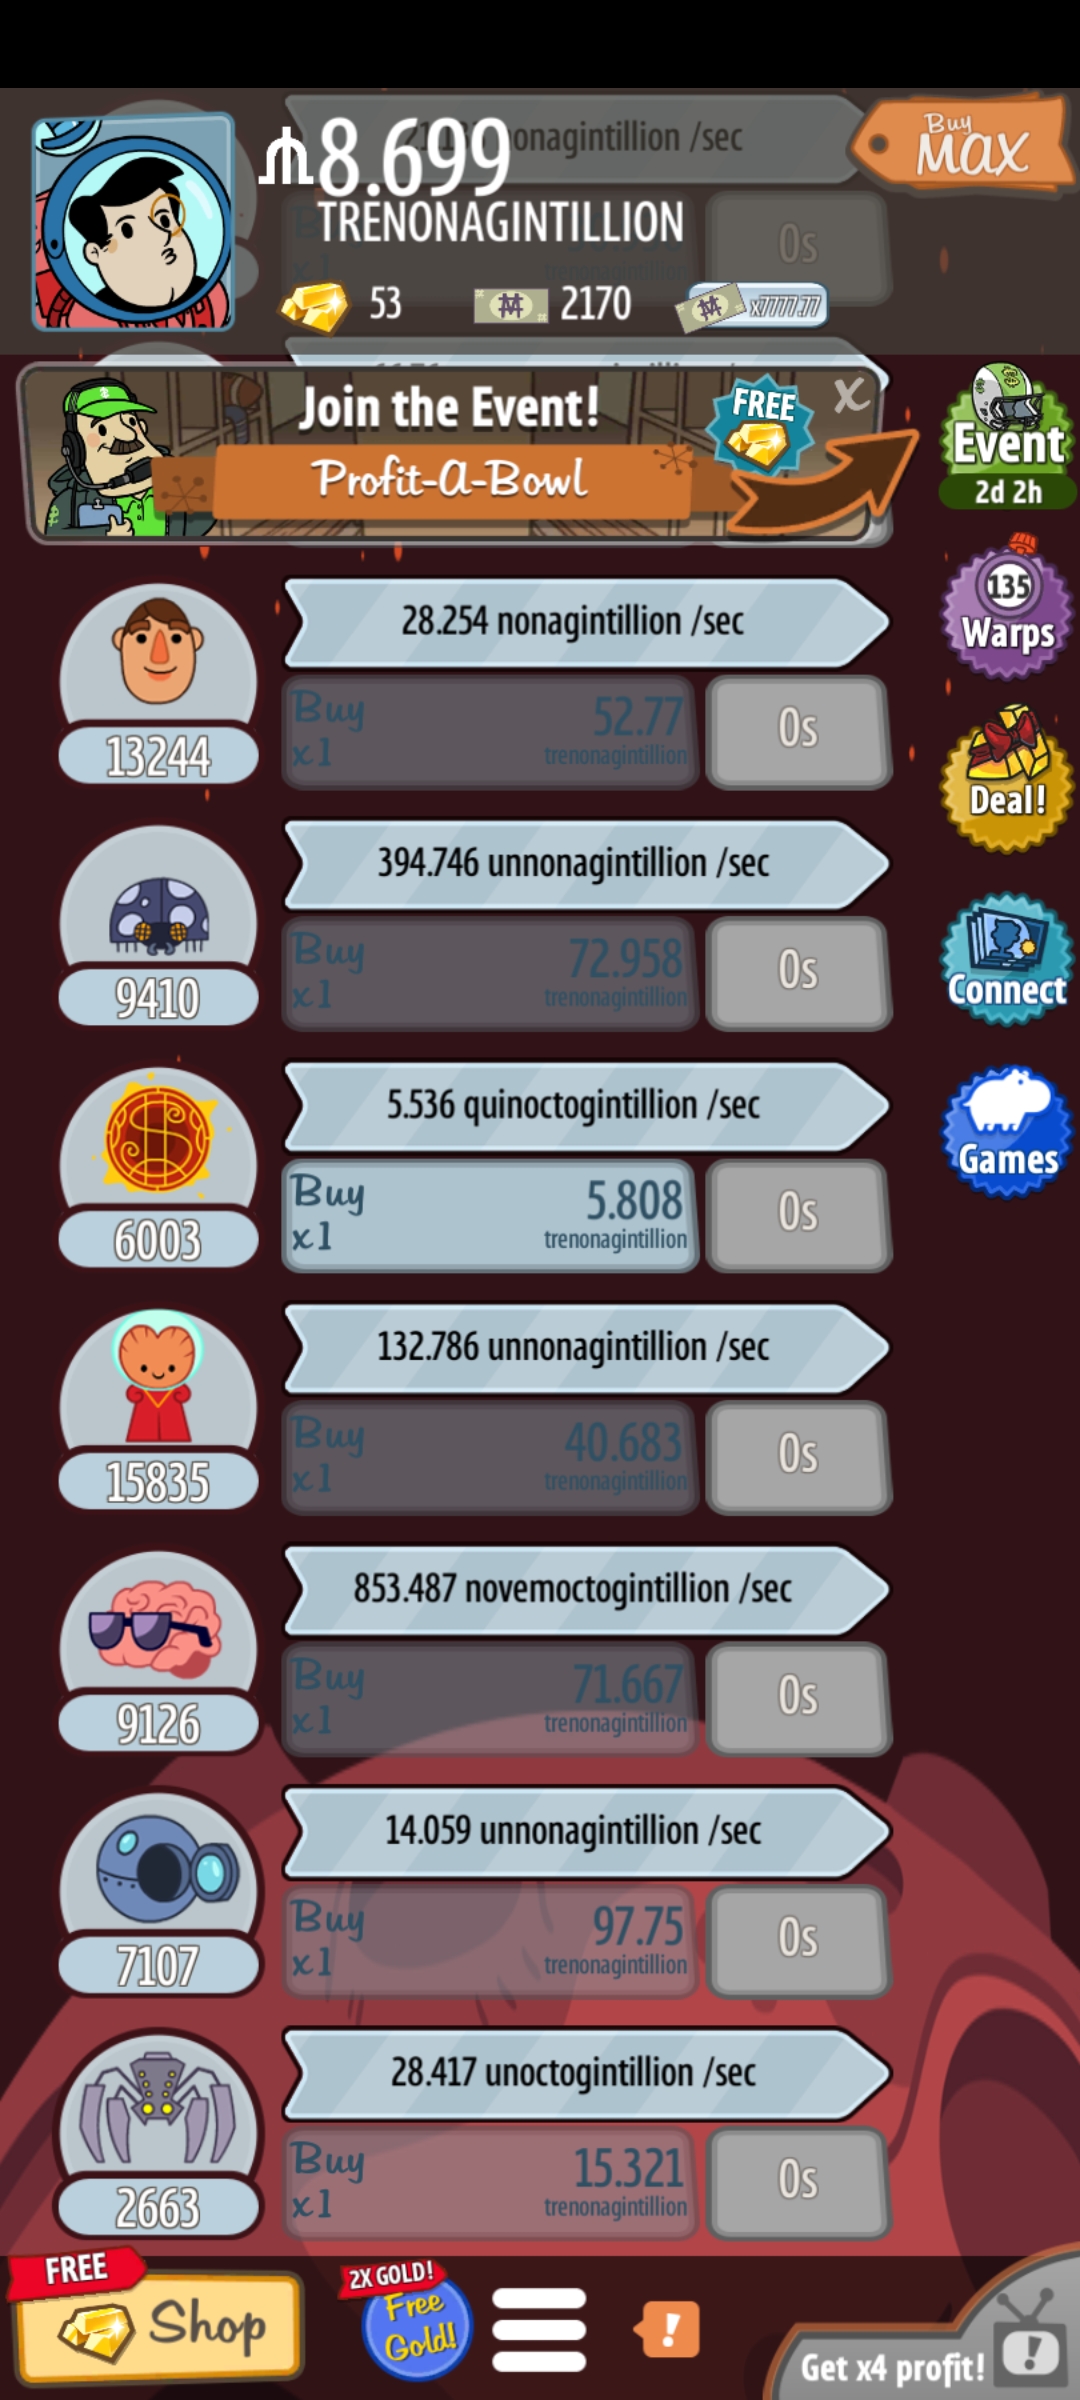 8.699
TRENONAGINTILLION
Buy
MAX
nonagintillion /sec
0s
x1
trenonagintillion
53
2170
x7777.77
Join the Event!
Profit-a-Bowl
FREE
X
Event
2d 2h
28.254 nonagintillion /sec
Buy
x1
52.77
trenonagintillion
0s
13244
135
Warps
Deal!
394.746 unnonagintillion /sec
Buy
x1
72.958
trenonagintillion
0s
9410
Connect
5.536 quinoctogintillion /sec
Buy
x1
5.808
trenonagintillion
0s
6003
Games
132.786 unnonagintillion /sec
Buy
x1
40.683
trenonagintillion
0s
15835
853.487 novemoctogintillion /sec
Buy
x1
71.667
trenonagintillion
0s
9126
14.059 unnonagintillion /sec
Buy
x1
97.75
trenonagintillion
0s
7107
28.417 unoctogintillion /sec
Buy
x1
15.321
trenonagintillion
0s
2663
FREE
Shop
2X GOLD!
Free
Gold!
!
Get x4 profit!
!